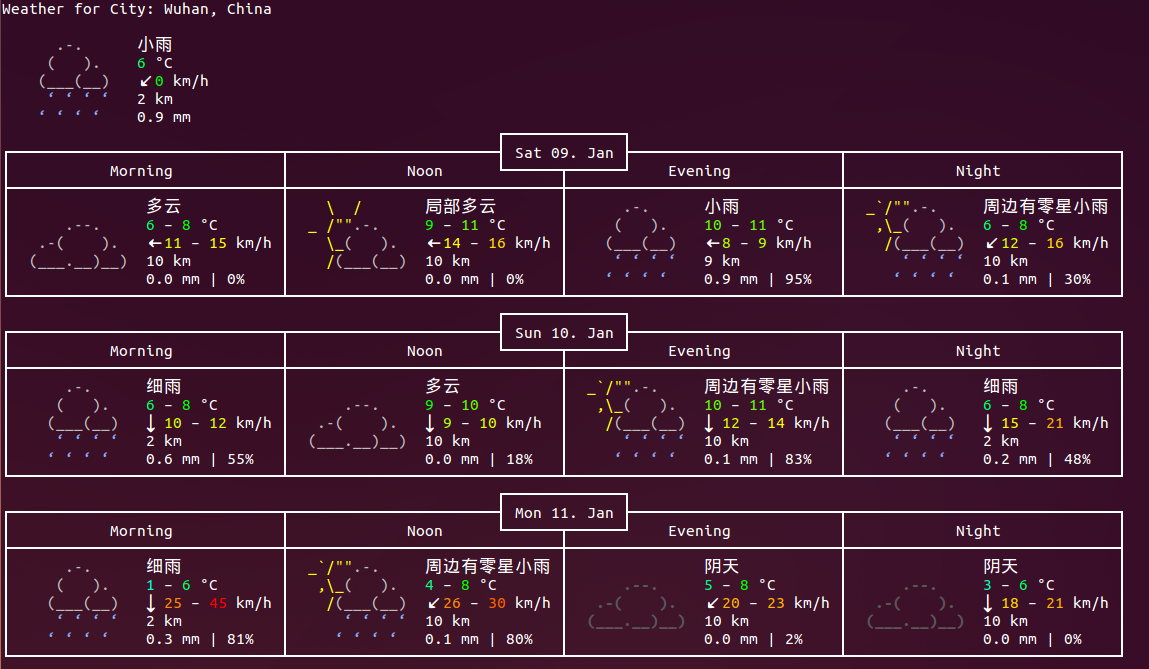 Weather for City: Wuhan, China
小雨
6 °C
↙0 km/h
2 km
0.9 mm
Sat 09. Jan
Morning Noon Evening Night
多云 局部多云 小雨 周边有零星小雨
6 – 8 °C 9 – 11 °C 10 – 11 °C 6 – 8 °C
←11 – 15 km/h ←14 – 16 km/h ←8 – 9 km/h ↙12 – 16 km/h
10 km 10 km 9 km 10 km
0.0 mm | 0% 0.0 mm | 0% 0.9 mm | 95% 0.1 mm | 30%
Sun 10. Jan
Morning Noon Evening Night
细雨 多云 周边有零星小雨 细雨
6 – 8 °C 9 – 10 °C 10 – 11 °C 6 – 8 °C
↓ 10 – 12 km/h ↓ 9 – 10 km/h ↓ 12 – 14 km/h ↓ 15 – 21 km/h
2 km 10 km 10 km 2 km
0.6 mm | 55% 0.0 mm | 18% 0.1 mm | 83% 0.2 mm | 48%
Mon 11. Jan
Morning Noon Evening Night
细雨 周边有零星小雨 阴天 阴天
1 – 6 °C 4 – 8 °C 5 – 8 °C 3 – 6 °C
↓ 25 – 45 km/h ↙26 – 30 km/h ↙20 – 23 km/h ↓ 18 – 21 km/h
2 km 10 km 10 km 10 km
0.3 mm | 81% 0.1 mm | 80% 0.0 mm | 2% 0.0 mm | 0%